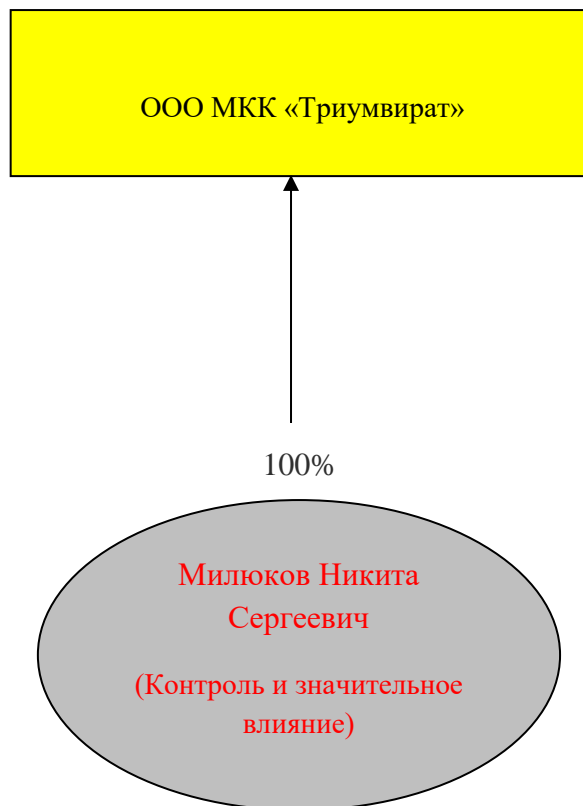 ООО МКК «Триумвират»
100%
Милюков Никита
Сергеевич
(Контроль и значительное
влияние)